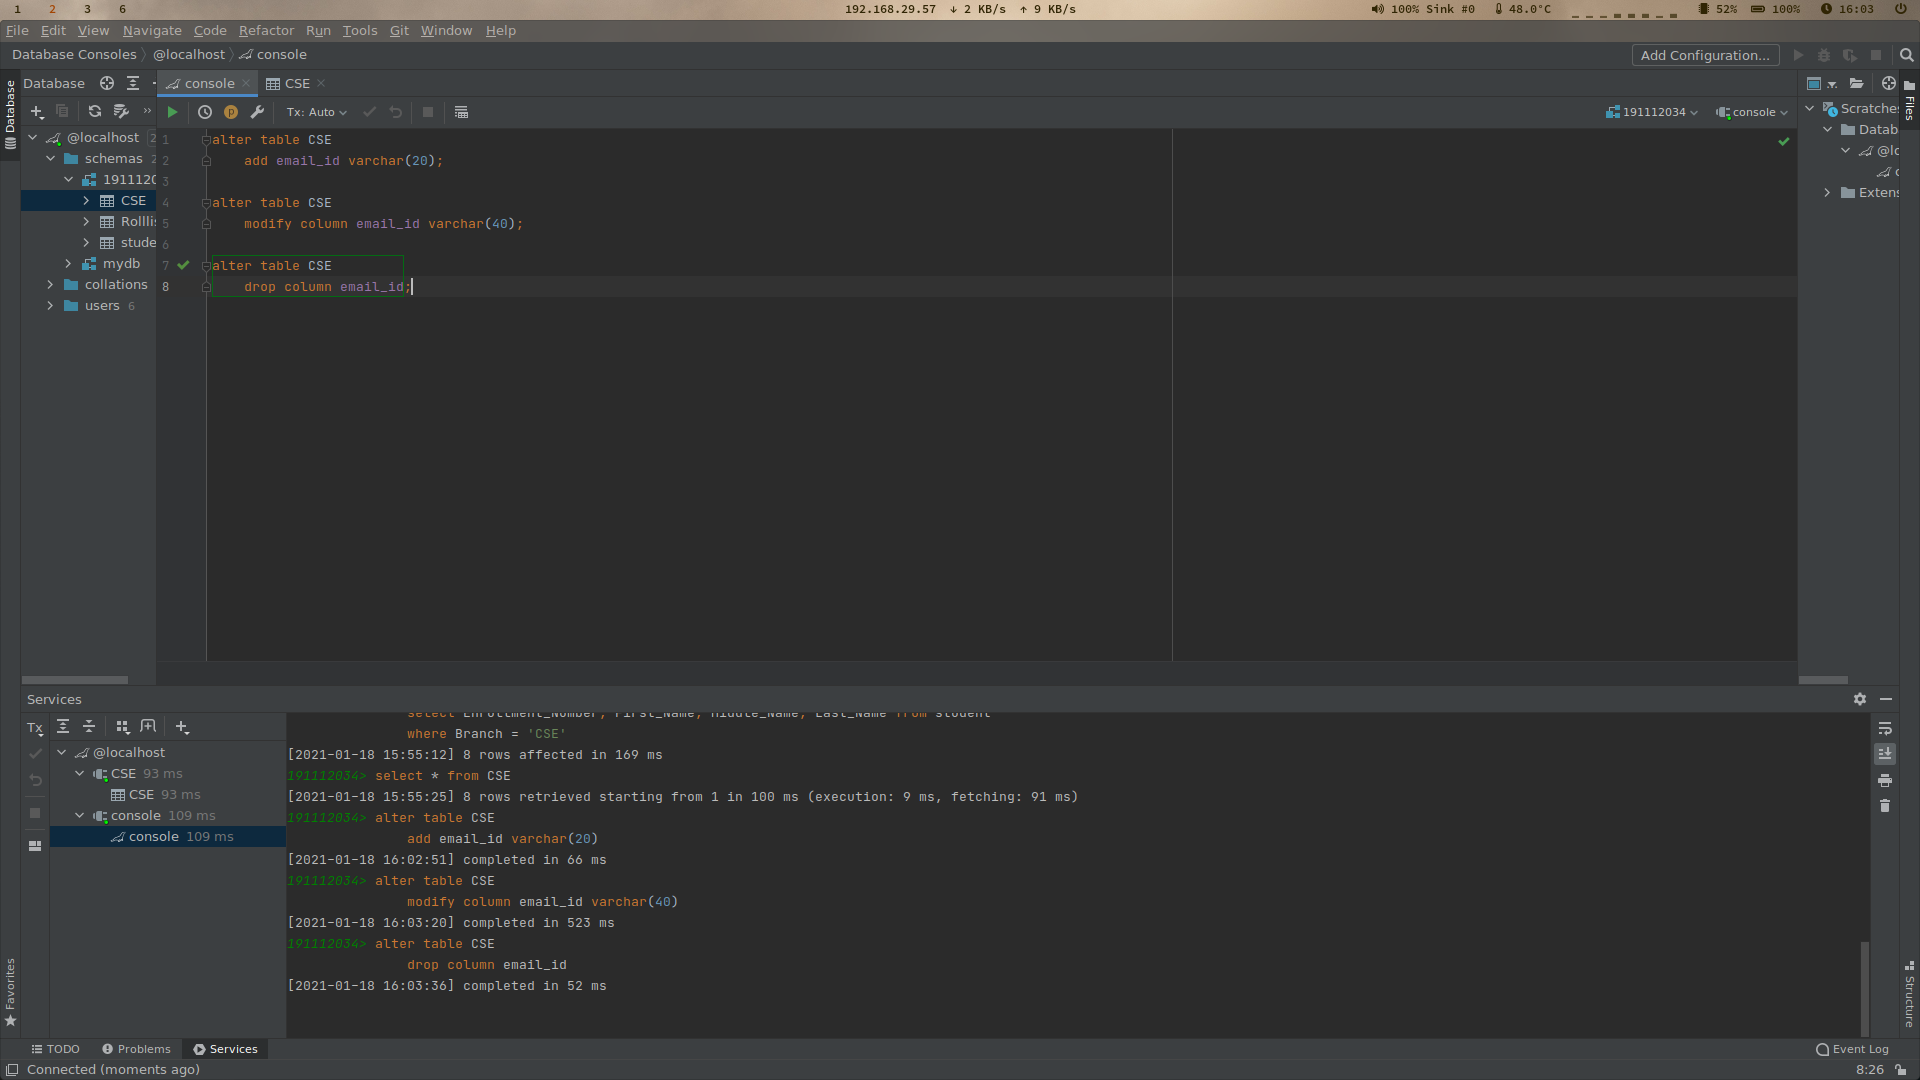 1 2 3 6 192.168.29.57 ↓ 2 KB/s ↑ 9 KB/s 100% Sink #0 48.0°C 52% 100% 16:03
File Edit View Navigate Code Refactor Run Tools Git Window Help
Database Consoles @localhost console Add Configuration...
Database console CSE
Tx: Auto 191112034 console
Database
Files
@localhost 2
schemas 2
1911120
CSE
Rolllis
stude
mydb
collations
users 6
1 alter table CSE
2 add email_id varchar(20);
3
4 alter table CSE
5 modify column email_id varchar(40);
6
7 alter table CSE
8 drop column email_id;
Scratches
Datab
@lo
c
Extens
Services
Tx
@localhost
CSE 93 ms
CSE 93 ms
console 109 ms
console 109 ms
select Enrollment_Number, First_Name, Middle_Name, Last_Name from student
where Branch = 'CSE'
[2021-01-18 15:55:12] 8 rows affected in 169 ms
191112034> select * from CSE
[2021-01-18 15:55:25] 8 rows retrieved starting from 1 in 100 ms (execution: 9 ms, fetching: 91 ms)
191112034> alter table CSE
add email_id varchar(20)
[2021-01-18 16:02:51] completed in 66 ms
191112034> alter table CSE
modify column email_id varchar(40)
[2021-01-18 16:03:20] completed in 523 ms
191112034> alter table CSE
drop column email_id
[2021-01-18 16:03:36] completed in 52 ms
Favorites
Structure
TODO Problems Services Event Log
Connected (moments ago) 8:26